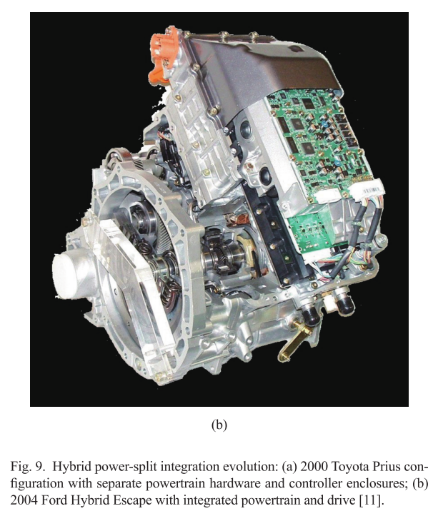 (b)
Fig. 9. Hybrid power-split integration evolution: (a) 2000 Toyota Prius con-
figuration with separate powertrain hardware and controller enclosures; (b)
2004 Ford Hybrid Escape with integrated powertrain and drive [11].